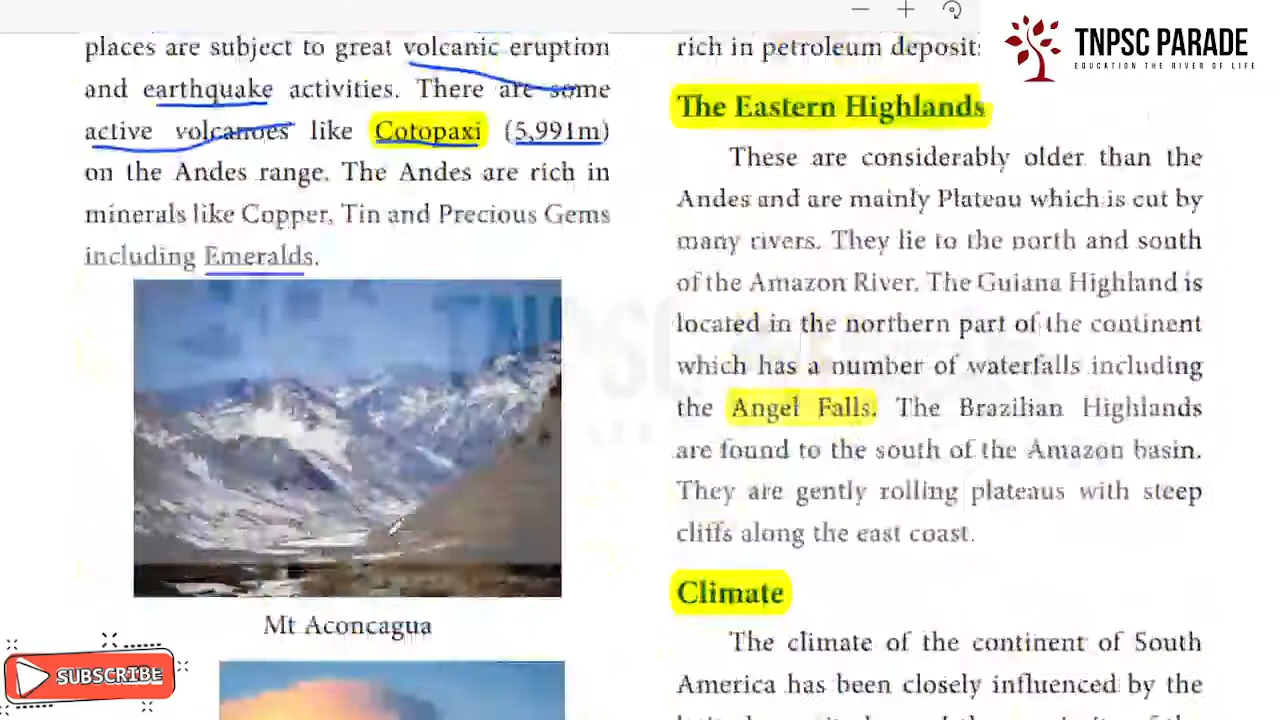 places are subject to great volcanic eruption
and earthquake activities. There are some
active volcanoes like Cotopaxi (5,991m)
on the Andes range. The Andes are rich in
minerals like Copper, Tin and Precious Gems
including Emeralds.
Mt Aconcagua
SUBSCRIBE
TNPSC PARADE
EDUCATION THE RIVER OF LIFE
rich in petroleum deposit
The Eastern Highlands
These are considerably older than the
Andes and are mainly Plateau which is cut by
many rivers. They lie to the north and south
of the Amazon River. The Guiana Highland is
located in the northern part of the continent
which has a number of waterfalls including
the Angel Falls. The Brazilian Highlands
are found to the south of the Amazon basin.
They are gently rolling plateaus with steep
cliffs along the east coast.
Climate
The climate of the continent of South
America has been closely influenced by the